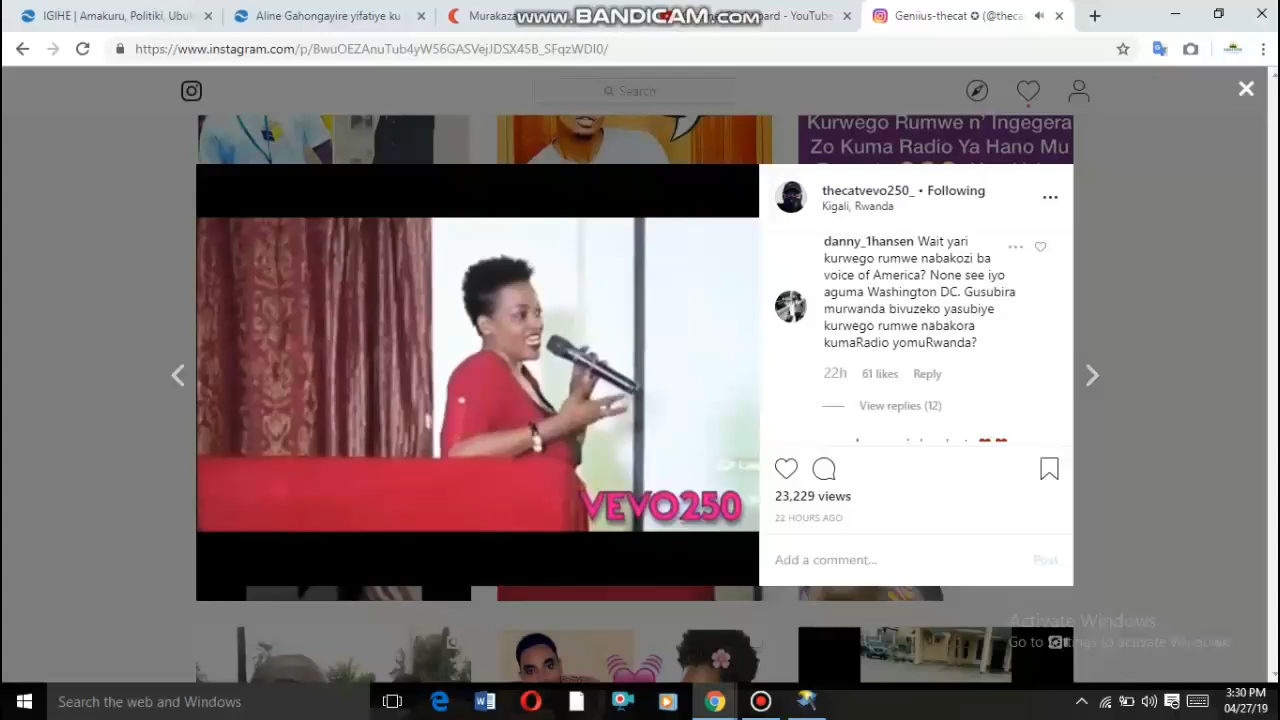 IGIHE | Amakuru, Politiki, Ubuk
Aline Gahongayire yifatiye ku
Murakaza
www.BANDICAM.com
ard - YouTube
Geniius-thecat ✪ (@theca
https://www.instagram.com/p/BwuOEZAnuTub4yW56GASVejJDSX45B_SFqzWDI0/
Search
Kurwego Rumwe n' Ingegera
Zo Kuma Radio Ya Hano Mu
thecatvevo250_ • Following
Kigali, Rwanda
danny_1hansen Wait yari
kurwego rumwe nabakozi ba
voice of America? None see iyo
aguma Washington DC. Gusubira
murwanda bivuzeko yasubiye
kurwego rumwe nabakora
kumaRadio yomuRwanda?
22h 61 likes Reply
View replies (12)
VEVO250
23,229 views
22 HOURS AGO
Add a comment... Post
Activate Windows
Go to Settings to activate Windows.
Search the web and Windows
3:30 PM
04/27/19